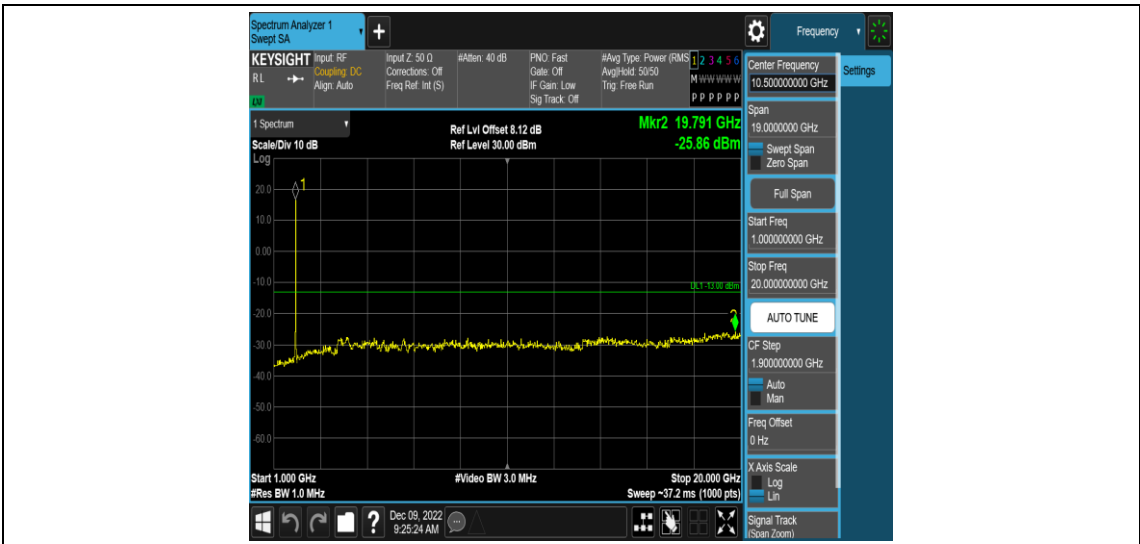 Spectrum Analyzer 1
Swept SA
+
Frequency
KEYSIGHT
RL
LXI
Input: RF
Coupling: DC
Align: Auto
Input Z: 50 Ω
Corrections: Off
Freq Ref: Int (S)
#Atten: 40 dB
PNO: Fast
Gate: Off
IF Gain: Low
Sig Track: Off
#Avg Type: Power (RMS
Avg|Hold: 50/50
Trig: Free Run
1 2 3 4 5 6
M W W W W W
P P P P P P
Center Frequency
10.500000000 GHz
Settings
1 Spectrum
Scale/Div 10 dB
Log
Ref Lvl Offset 8.12 dB
Ref Level 30.00 dBm
Mkr2 19.791 GHz
-25.86 dBm
Span
19.0000000 GHz
Swept Span
Zero Span
Full Span
Start Freq
1.000000000 GHz
Stop Freq
20.000000000 GHz
AUTO TUNE
CF Step
1.900000000 GHz
Auto
Man
Freq Offset
0 Hz
X Axis Scale
Log
Lin
Signal Track
(Span Zoom)
1
20.0
10.0
0.00
-10.0
DL1 -13.00 dBm
-20.0
2
-30.0
-40.0
-50.0
-60.0
Start 1.000 GHz
#Video BW 3.0 MHz
Stop 20.000 GHz
#Res BW 1.0 MHz
Sweep ~37.2 ms (1000 pts)
?
Dec 09, 2022
9:25:24 AM